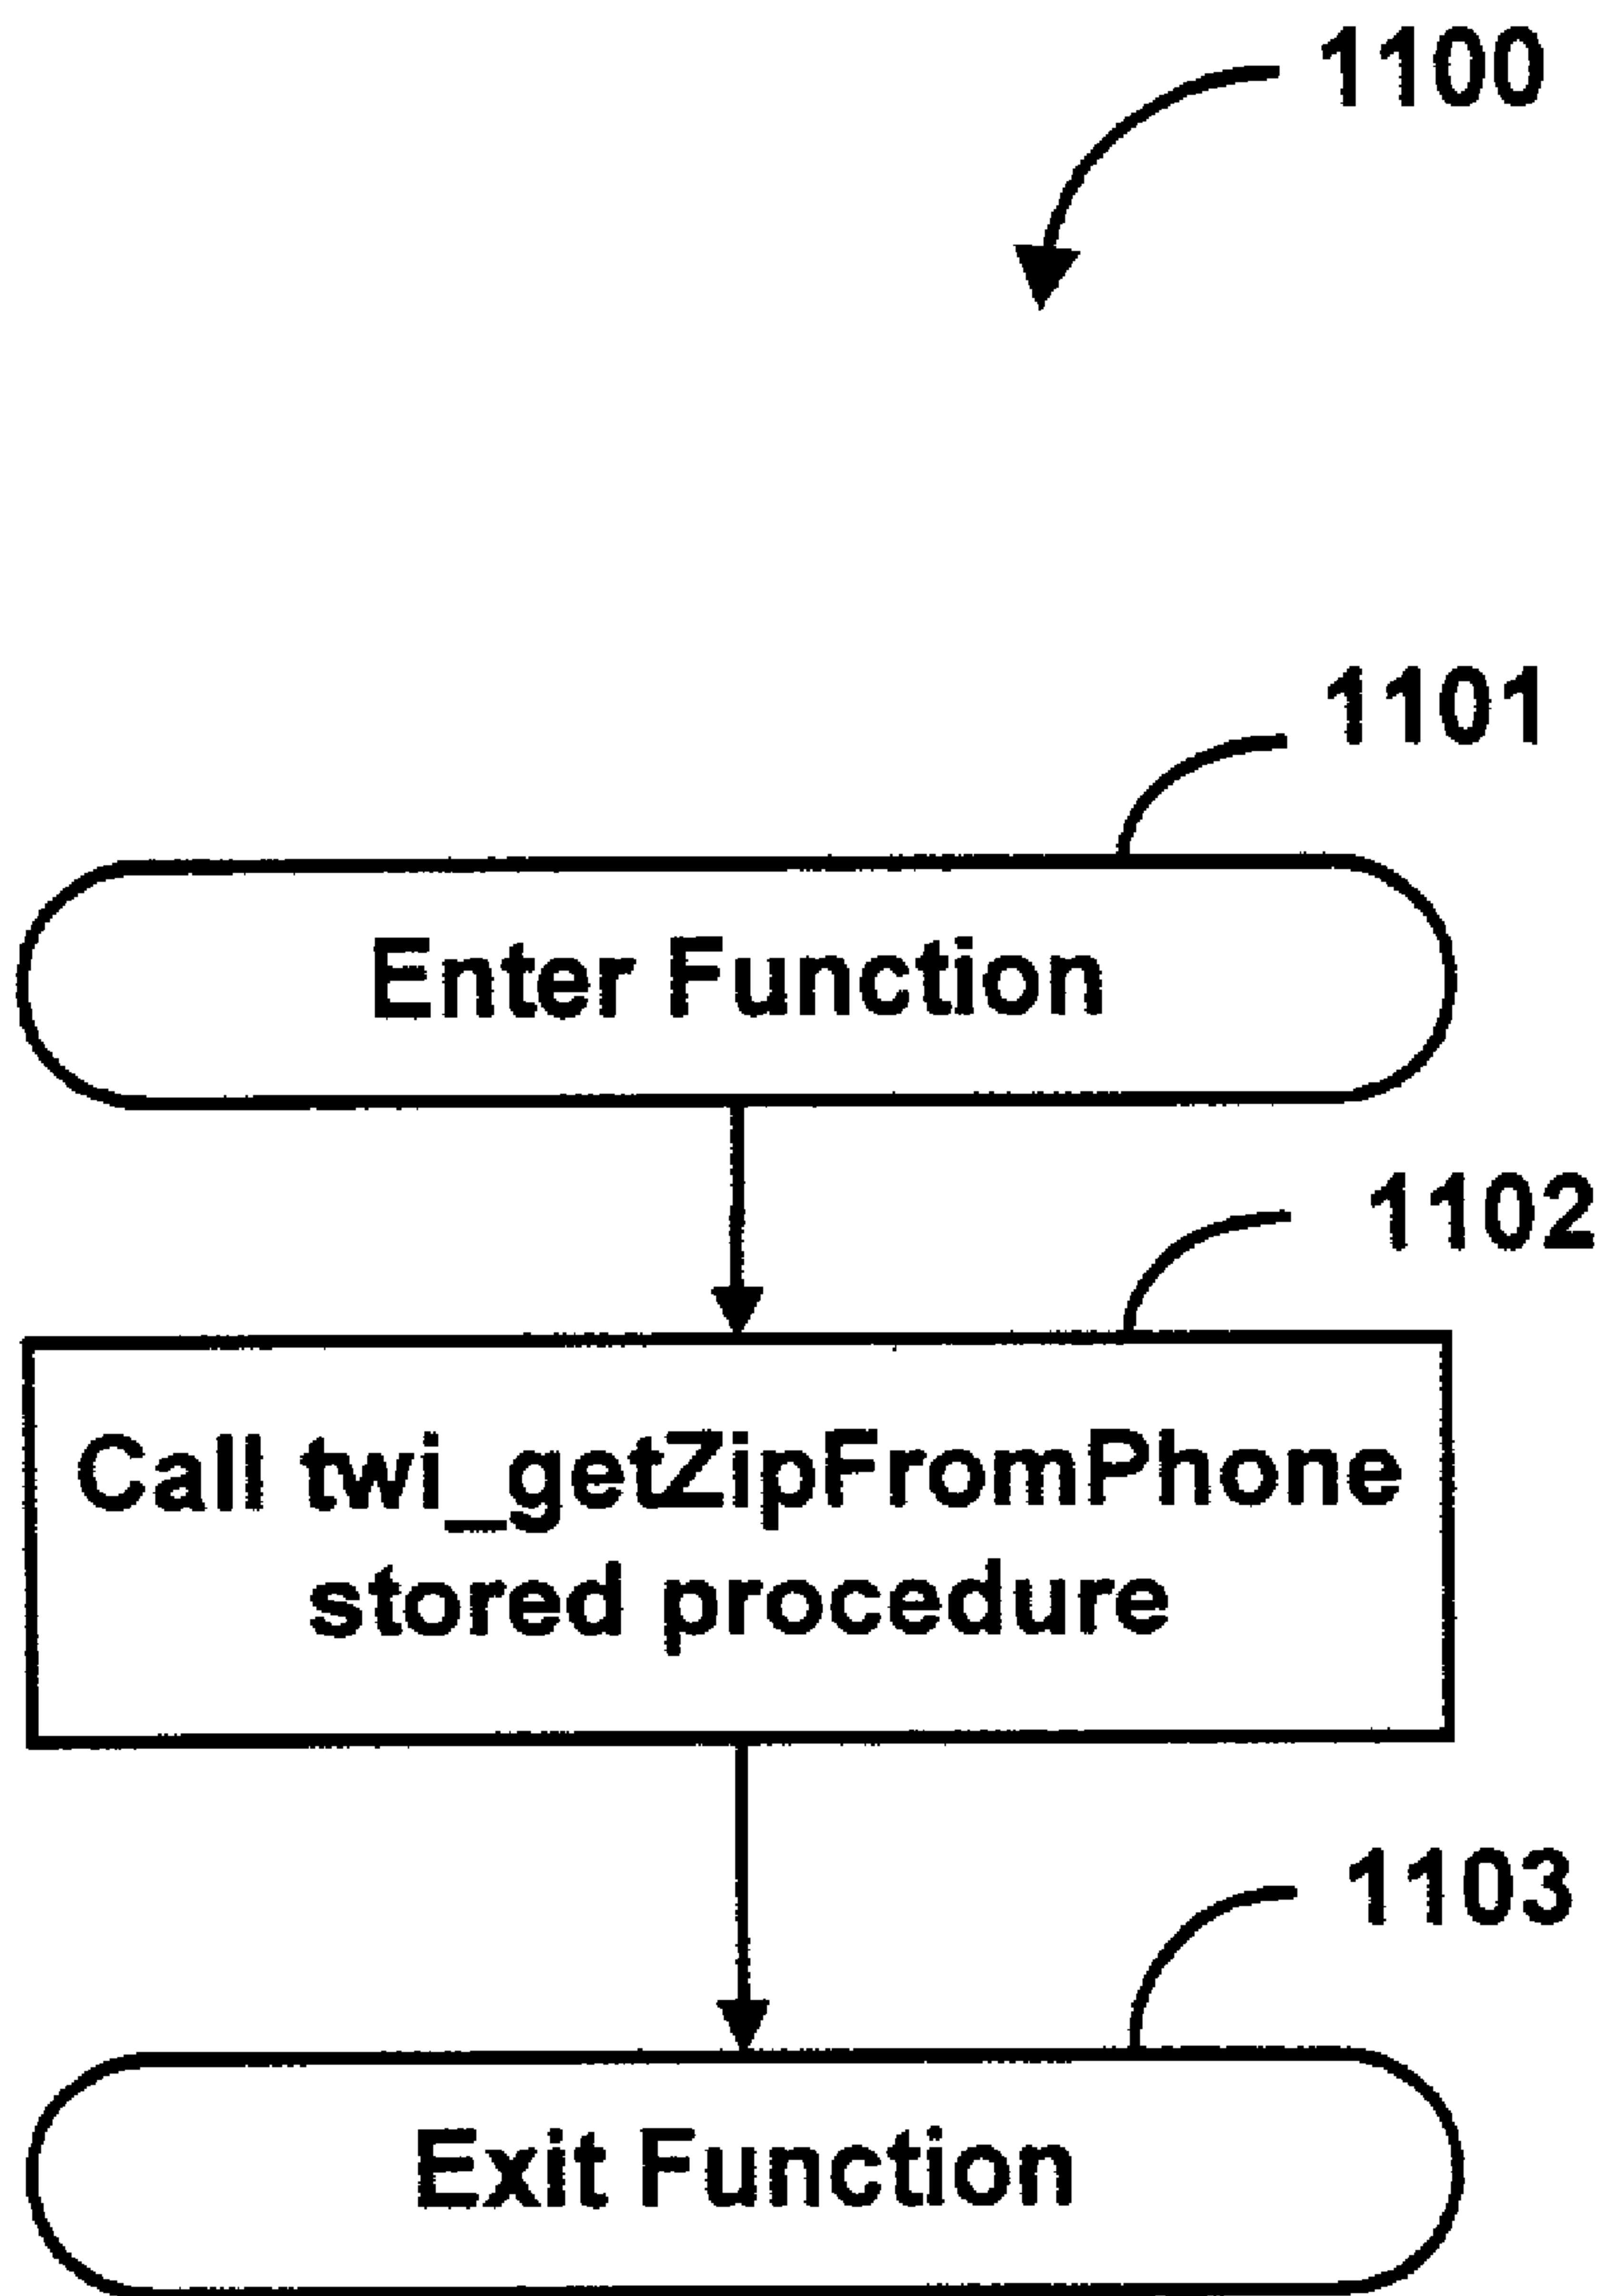 1100
1101
Enter Function
1102
Call twi_getZipFromPhone
stored procedure
1103
Exit Function